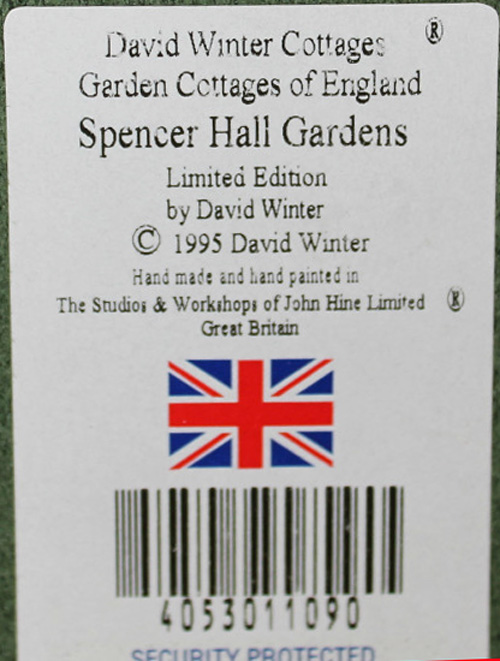 David Winter Cottages ®
Garden Cottages of England
Spencer Hall Gardens
Limited Edition
by David Winter
© 1995 David Winter
Hand made and hand painted in
The Studios & Workshops of John Hine Limited ®
Great Britain
4053011090
SECURITY PROTECTED